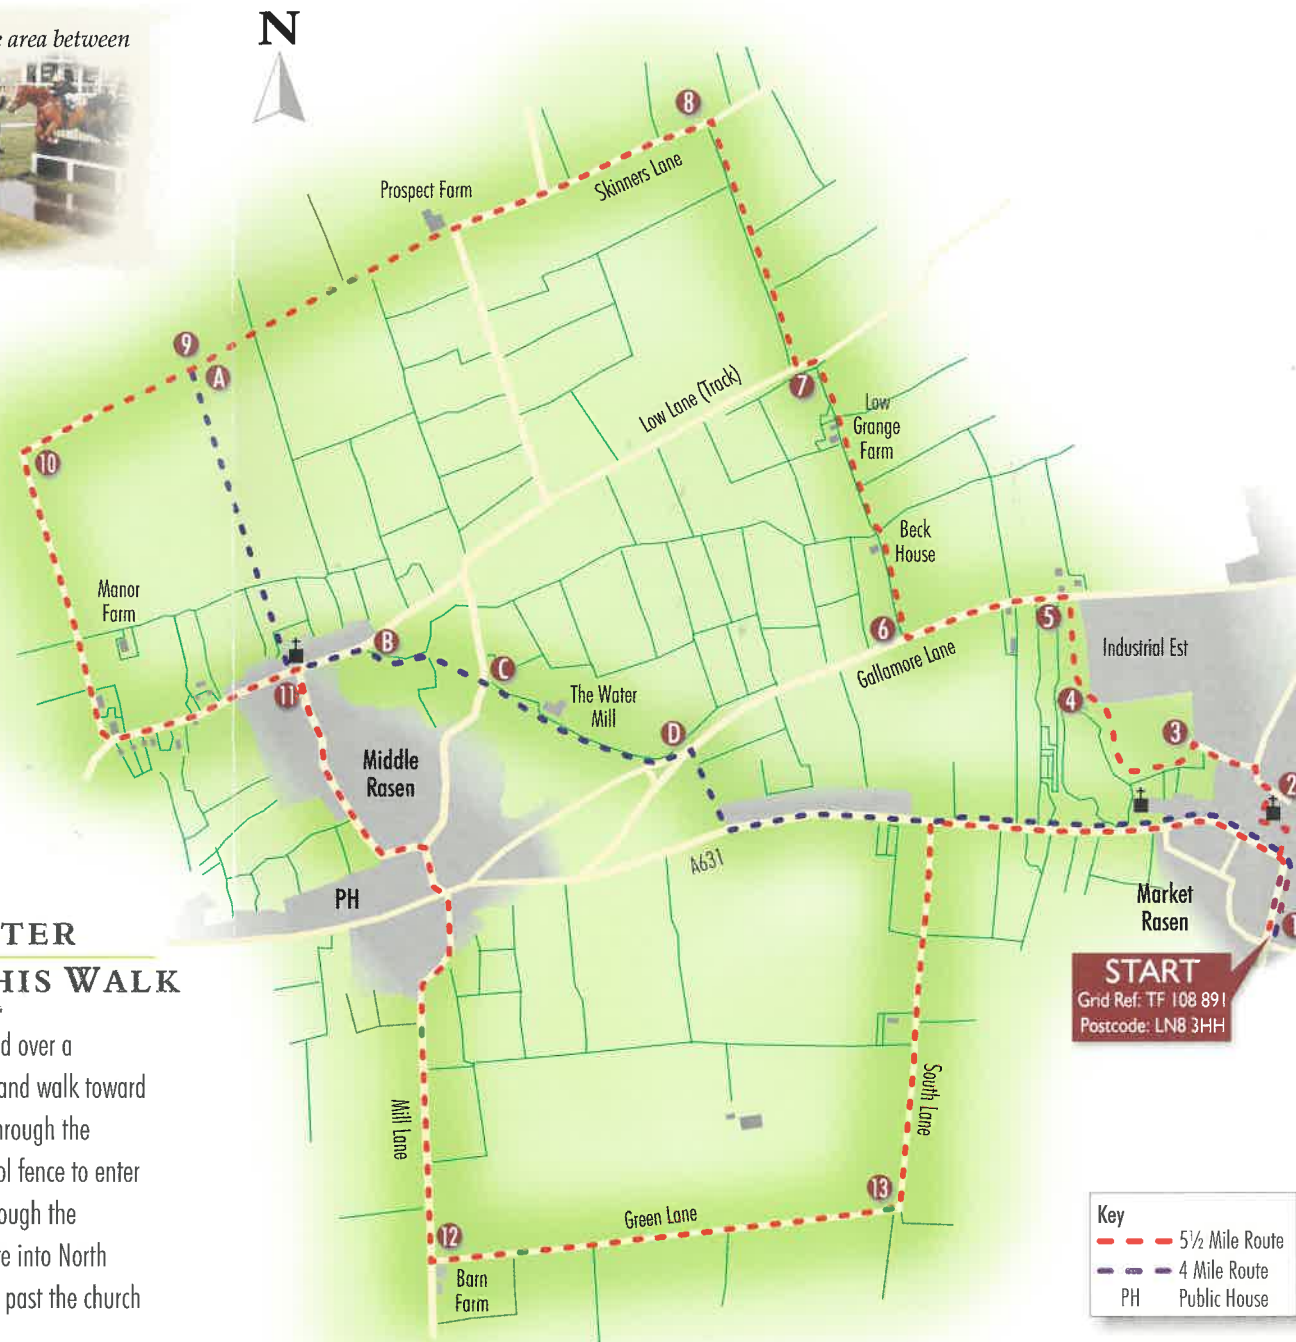 e area between
N
8
Skinners Lane
Prospect Farm
9
A
10
7
Low Lane (Track)
Low
Grange
Farm
Beck
House
Manor
Farm
6
Gallamore Lane
5
Industrial Est
4
3
2
B
C
The Water
Mill
D
11
Middle
Rasen
A631
PH
Market
Rasen
1
START
Grid Ref: TF 108 891
Postcode: LN8 3HH
TER
HIS WALK
d over a
and walk toward
hrough the
ol fence to enter
ough the
re into North
past the church
Mill Lane
South Lane
12
Green Lane
13
Barn
Farm
Key
5½ Mile Route
4 Mile Route
PH Public House